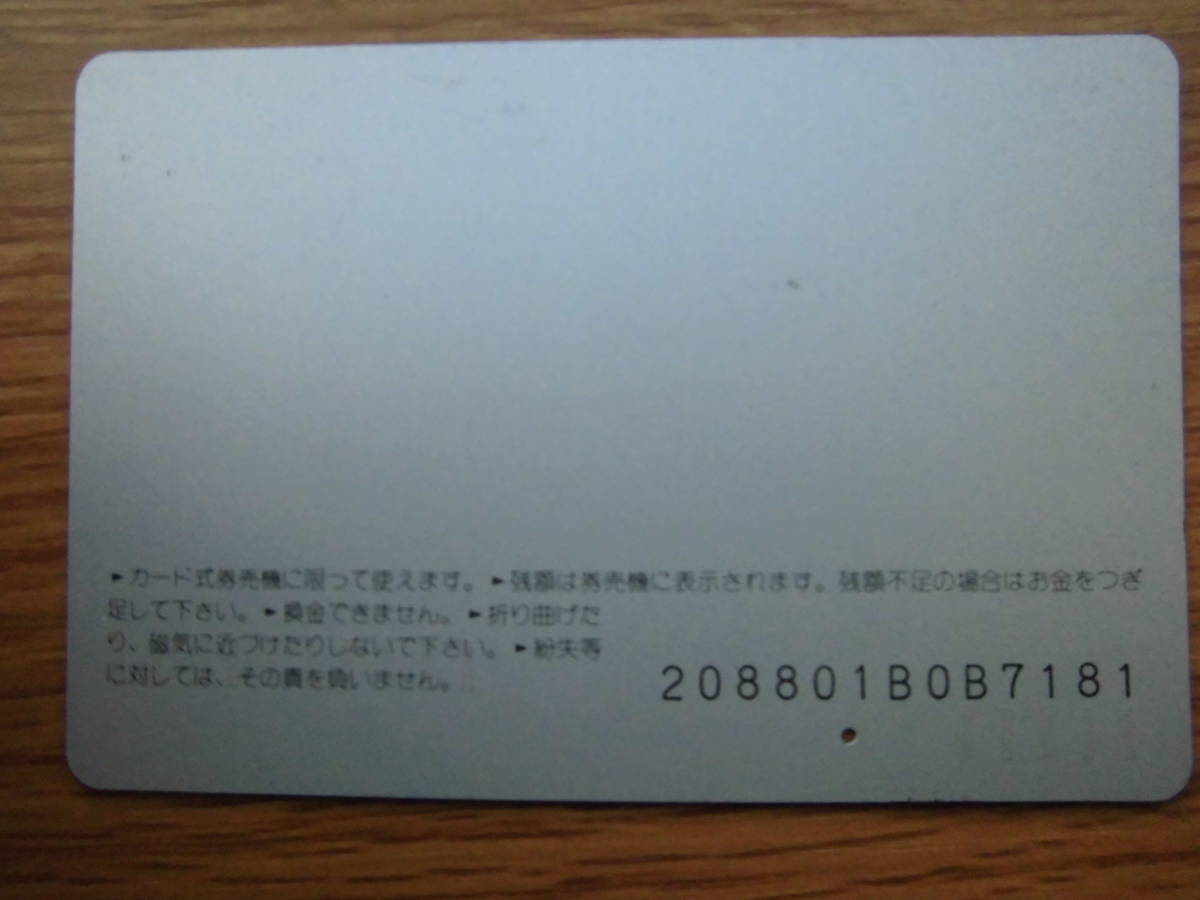 ►カード式券売機に限って使えます。►残額は券売機に表示されます。残額不足の場合はお金をつぎ
足して下さい。►換金できません。►折り曲げた
り、磁気に近づけたりしないで下さい。►紛失等
に対しては、その責を負いません。
208801B0B7181